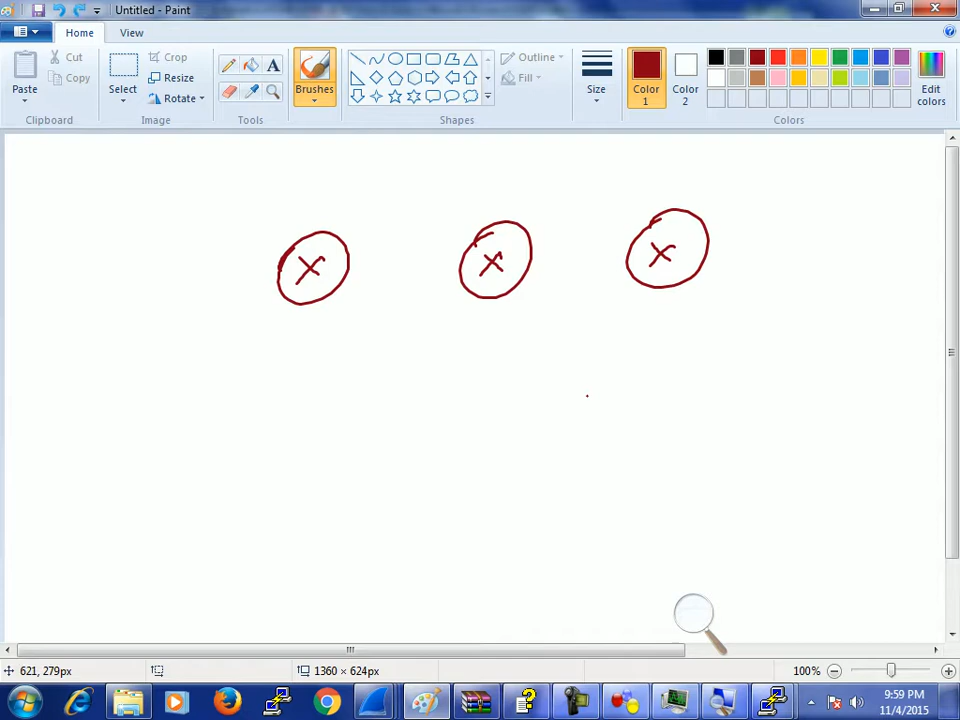 Untitled - Paint
Home View
Paste
Cut
Copy
Clipboard
Select
Crop
Resize
Rotate
Image
A
Tools
Brushes
Outline
Fill
Shapes
Size
Color 1
Color 2
Edit colors
Colors
X X X
621, 279px
1360 × 624px
100%
9:59 PM
11/4/2015